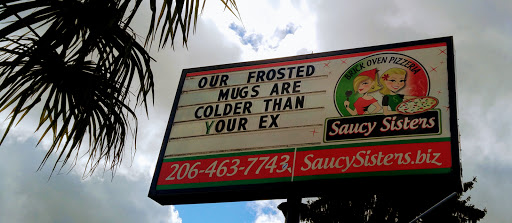 OUR FROSTED
MUGS ARE
COLDER THAN
YOUR EX
BRICK OVEN PIZZERIA
Saucy Sisters
206-463-7743
SaucySisters.biz